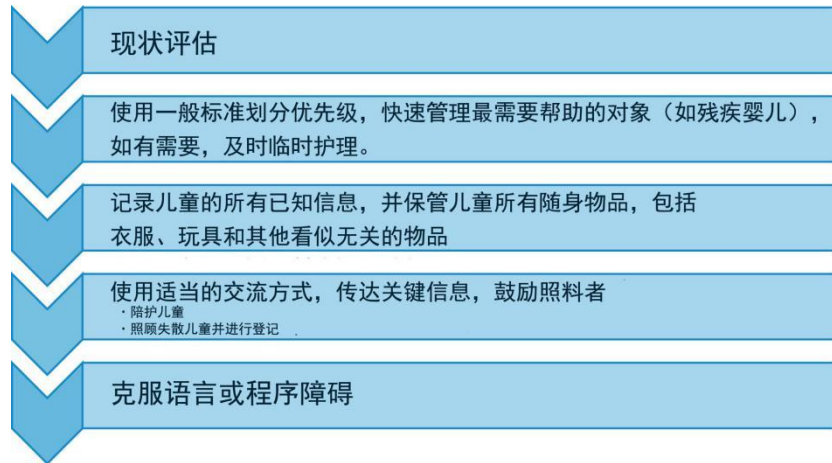 现状评估
使用一般标准划分优先级，快速管理最需要帮助的对象（如残疾婴儿），
如有需要，及时临时护理。
记录儿童的所有已知信息，并保管儿童所有随身物品，包括
衣服、玩具和其他看似无关的物品
使用适当的交流方式，传达关键信息，鼓励照料者
·陪护儿童
·照顾失散儿童并进行登记
克服语言或程序障碍